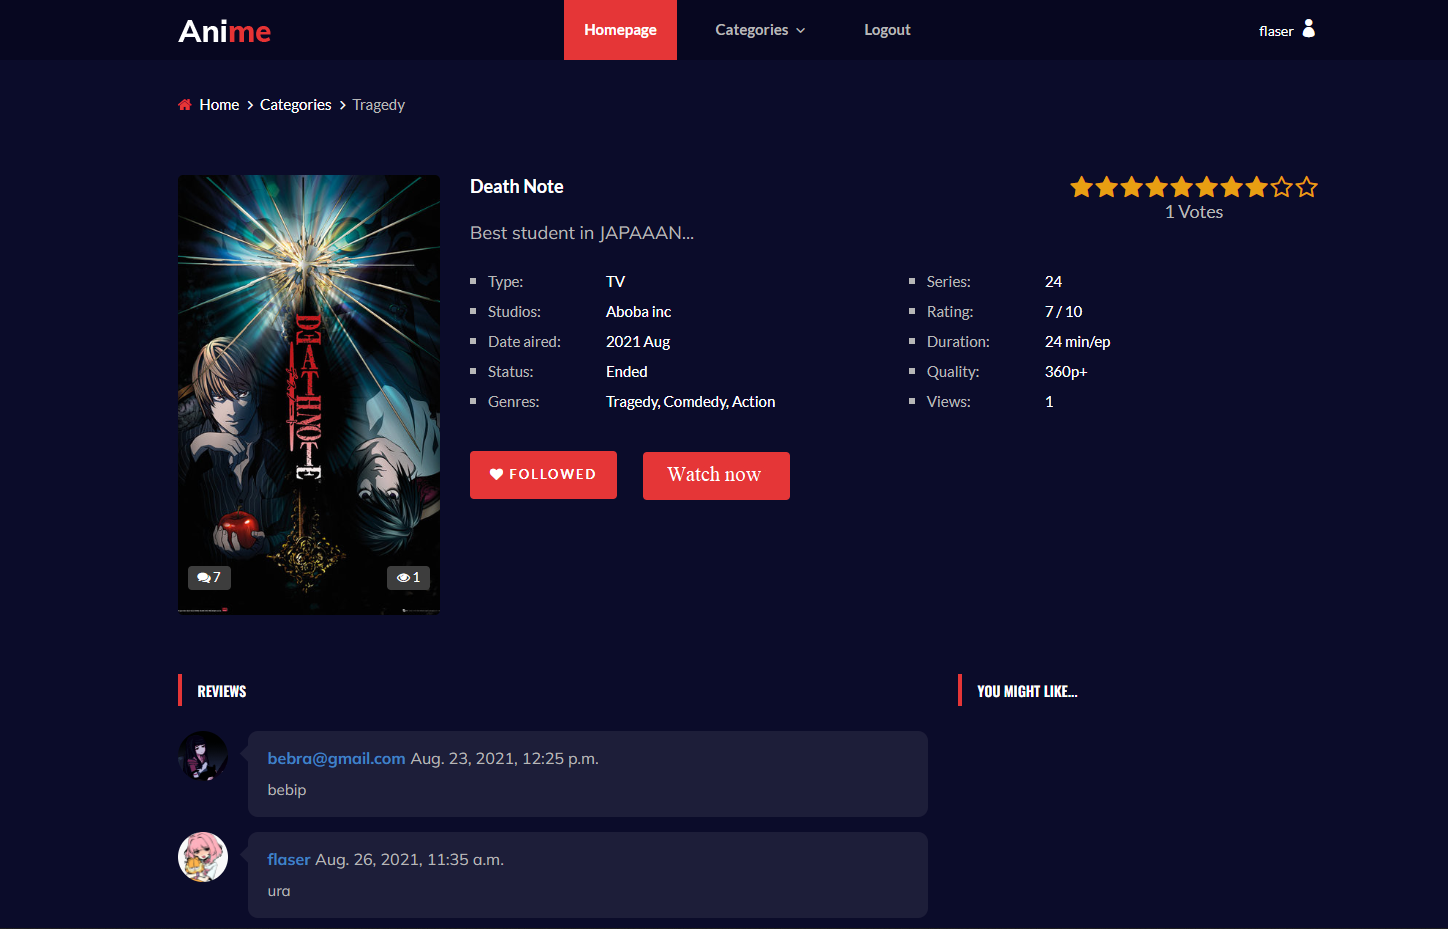 Anime
Homepage
Categories
Logout
flaser
Home
Categories
Tragedy
DEATH NOTE
7
1
Death Note
1 Votes
Best student in JAPAAAN...
Type: TV
Studios: Aboba inc
Date aired: 2021 Aug
Status: Ended
Genres: Tragedy, Comdedy, Action
Series: 24
Rating: 7 / 10
Duration: 24 min/ep
Quality: 360p+
Views: 1
FOLLOWED
Watch now
REVIEWS
bebra@gmail.com Aug. 23, 2021, 12:25 p.m.
bebip
flaser Aug. 26, 2021, 11:35 a.m.
ura
YOU MIGHT LIKE...